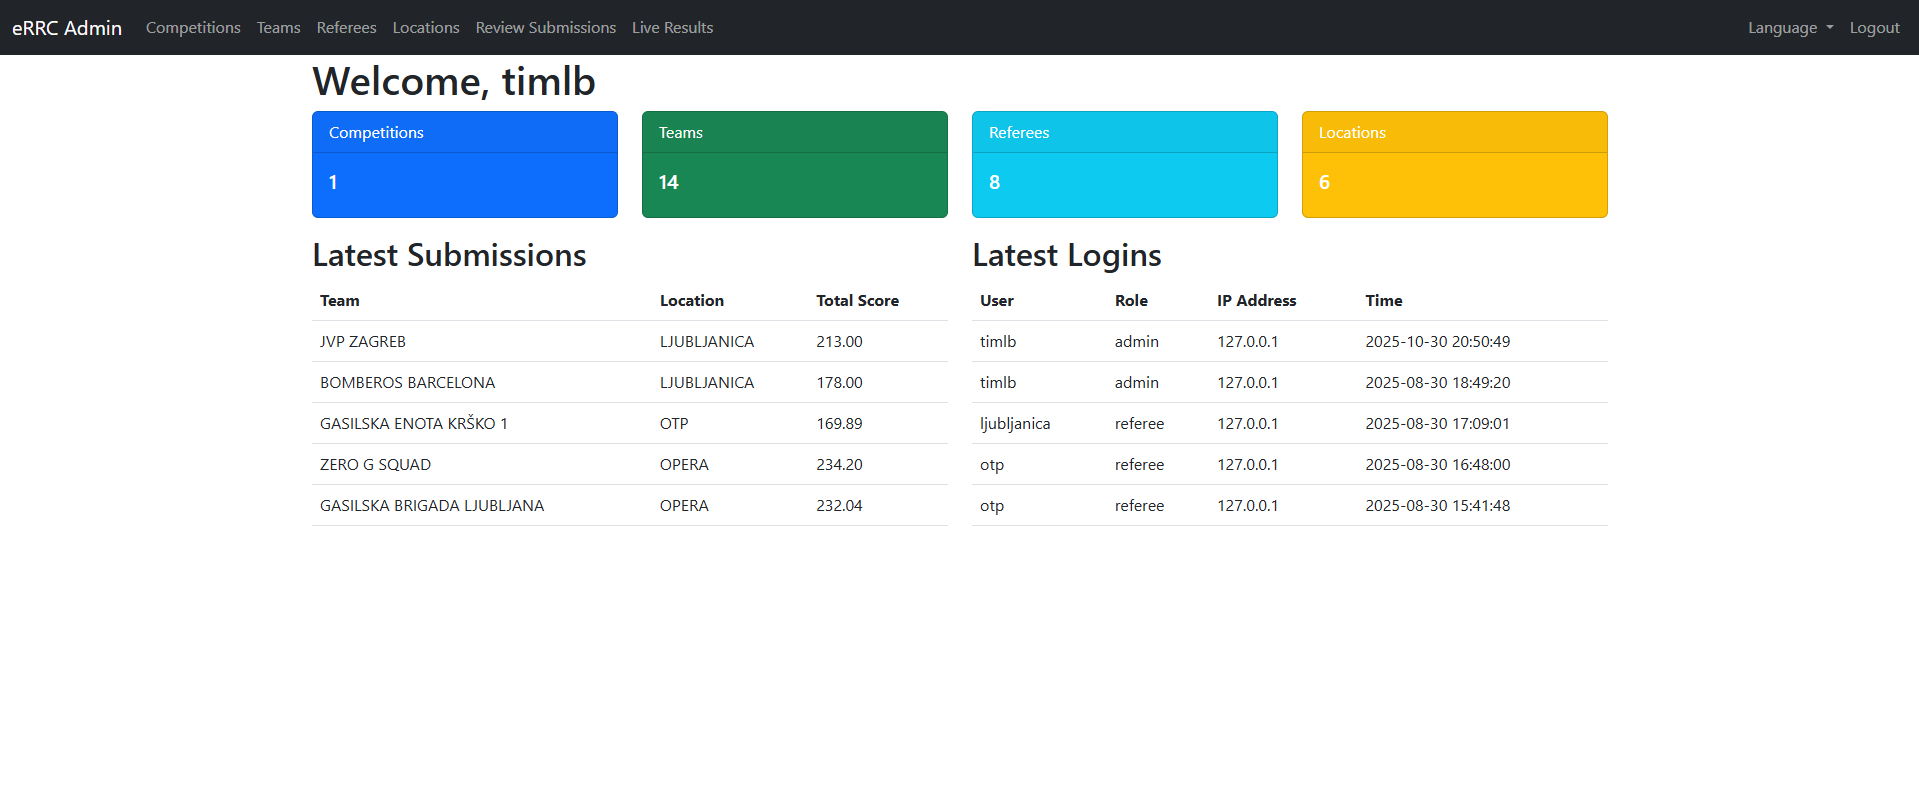 eRRC Admin Competitions Teams Referees Locations Review Submissions Live Results Language Logout
Welcome, timlb
Competitions
1
Teams
14
Referees
8
Locations
6
Latest Submissions
Team Location Total Score
JVP ZAGREB LJUBLJANICA 213.00
BOMBEROS BARCELONA LJUBLJANICA 178.00
GASILSKA ENOTA KRŠKO 1 OTP 169.89
ZERO G SQUAD OPERA 234.20
GASILSKA BRIGADA LJUBLJANA OPERA 232.04
Latest Logins
User Role IP Address Time
timlb admin 127.0.0.1 2025-10-30 20:50:49
timlb admin 127.0.0.1 2025-08-30 18:49:20
ljubljanica referee 127.0.0.1 2025-08-30 17:09:01
otp referee 127.0.0.1 2025-08-30 16:48:00
otp referee 127.0.0.1 2025-08-30 15:41:48